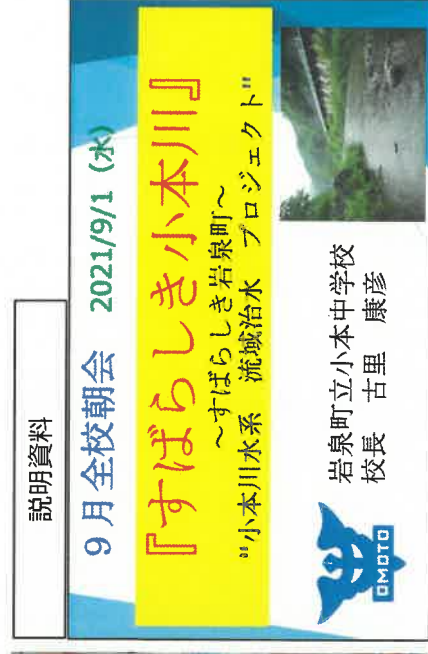 説明資料
9月全校朝会 2021/9/1（水）
『すばらしき小本川』
～すばらしき岩泉町～
"小本川水系 流域治水 プロジェクト"
岩泉町立小本中学校
校長 古里 康彦
OMOTO